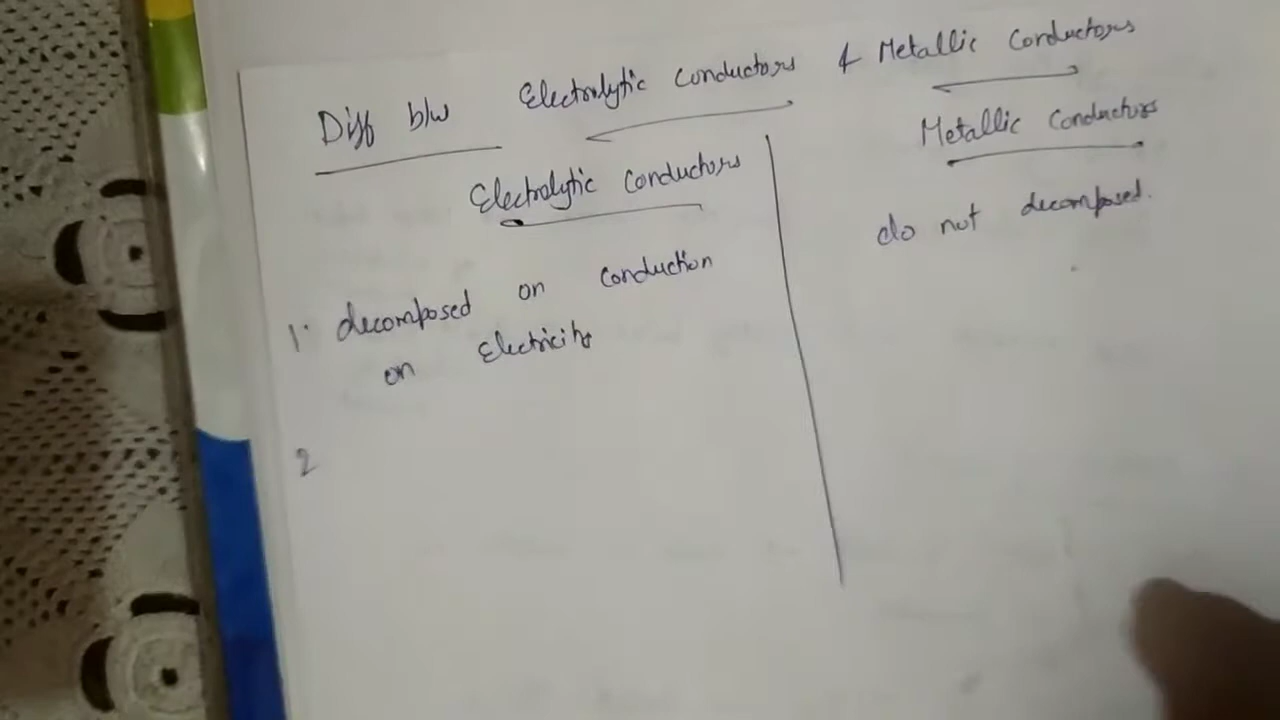 Diff b/w Electrolytic Conductors & Metallic Conductors
Electrolytic Conductors
Metallic Conductors
1. decomposed on Conduction
on Electricity
do not decomposed.
2